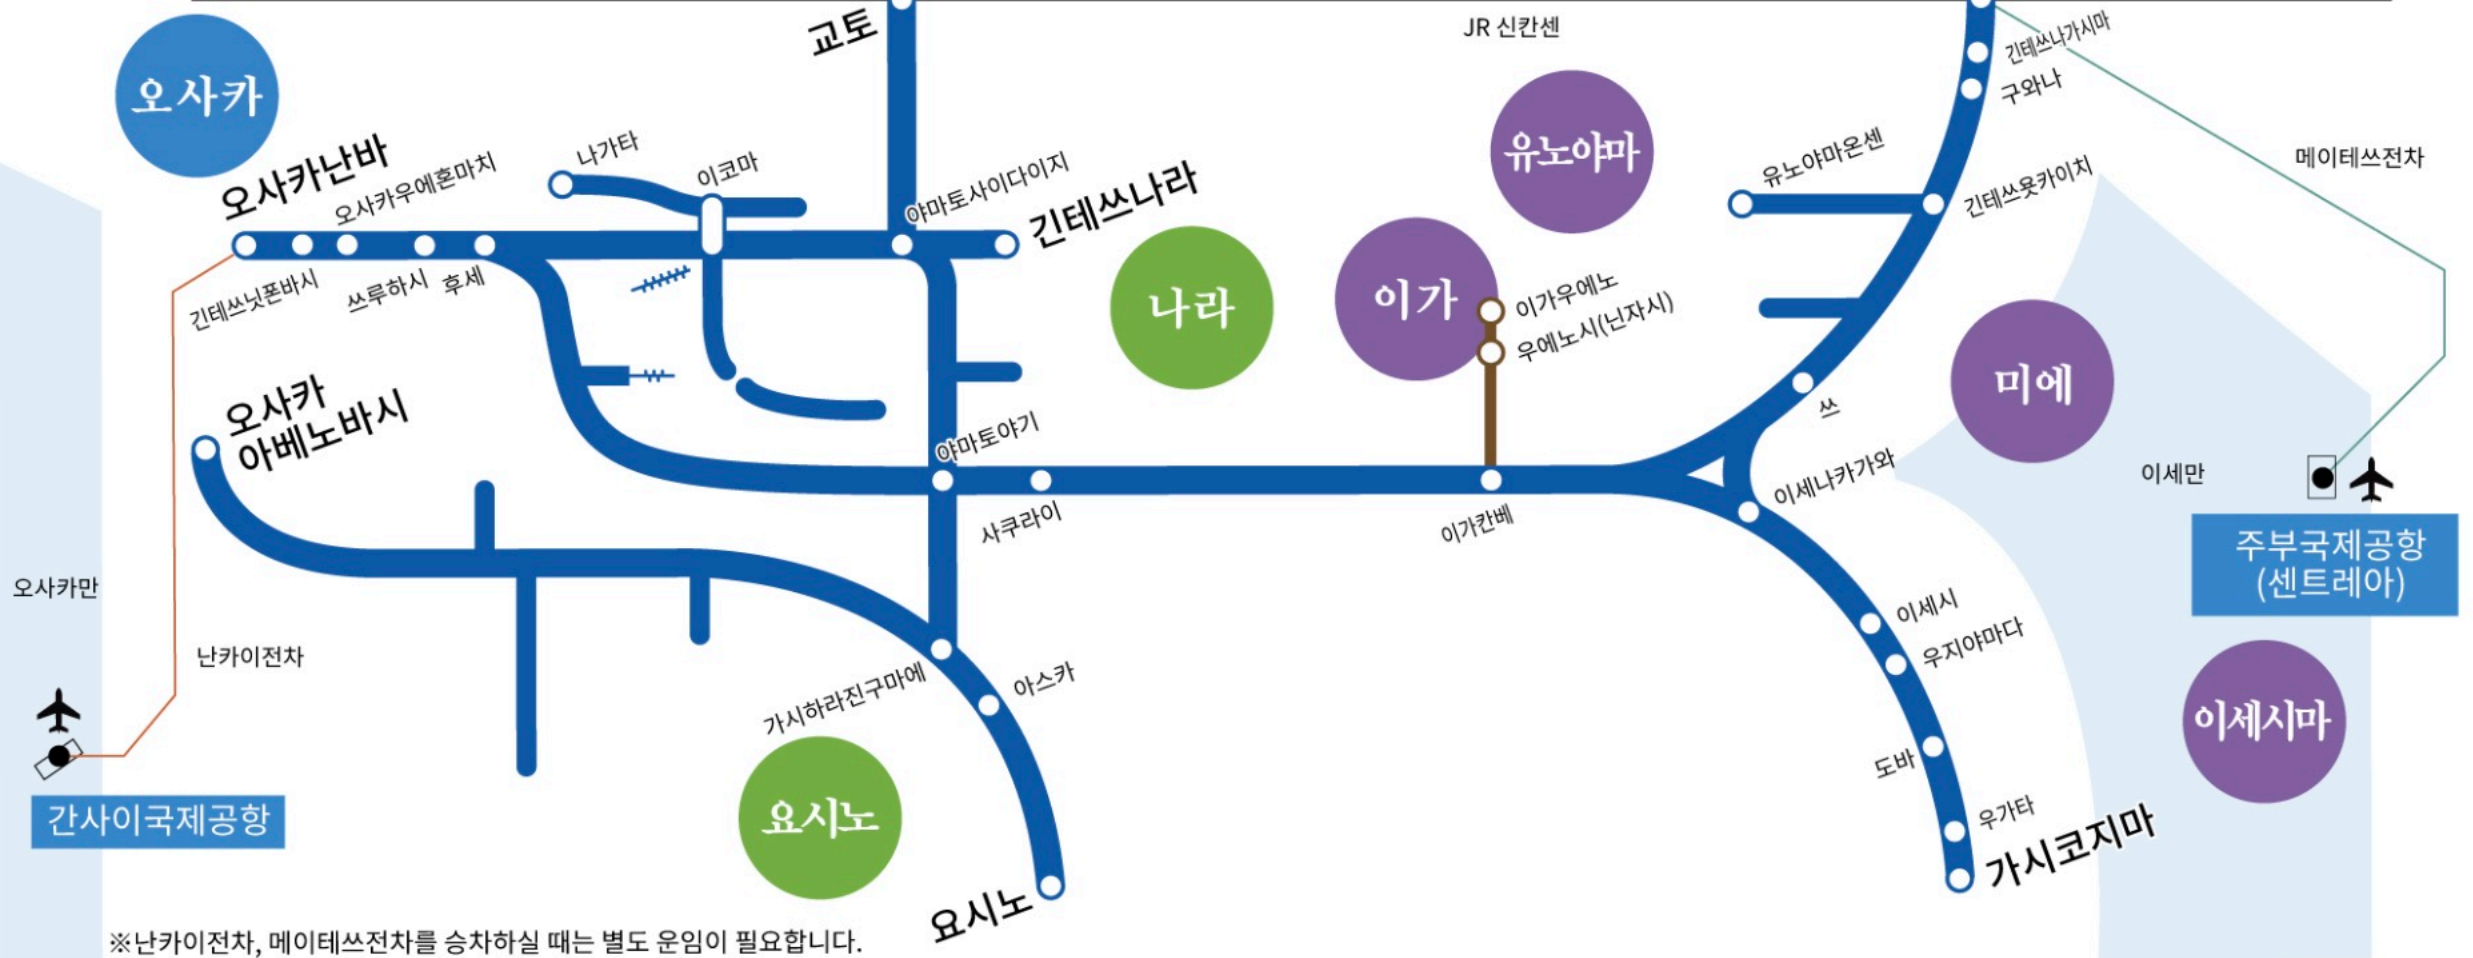 교토
JR 신칸센
긴테쓰나가시마
구와나
오사카
유노야마
메이테쓰전차
오사카난바
오사카우에혼마치
나가타
이코마
야마토사이다이지
긴테쓰나라
유노야마온센
긴테쓰욧카이치
긴테쓰닛폰바시
쓰루하시
후세
나라
이가
이가우에노
우에노시(닌자시)
미에
오사카
아베노바시
쓰
야마토야기
사쿠라이
이가칸베
이세나카가와
이세만
주부국제공항
(센트레아)
오사카만
난카이전차
이세시
우지야마다
가시하라진구마에
아스카
이세시마
도바
간사이국제공항
요시노
우가타
가시코지마
요시노
※난카이전차, 메이테쓰전차를 승차하실 때는 별도 운임이 필요합니다.